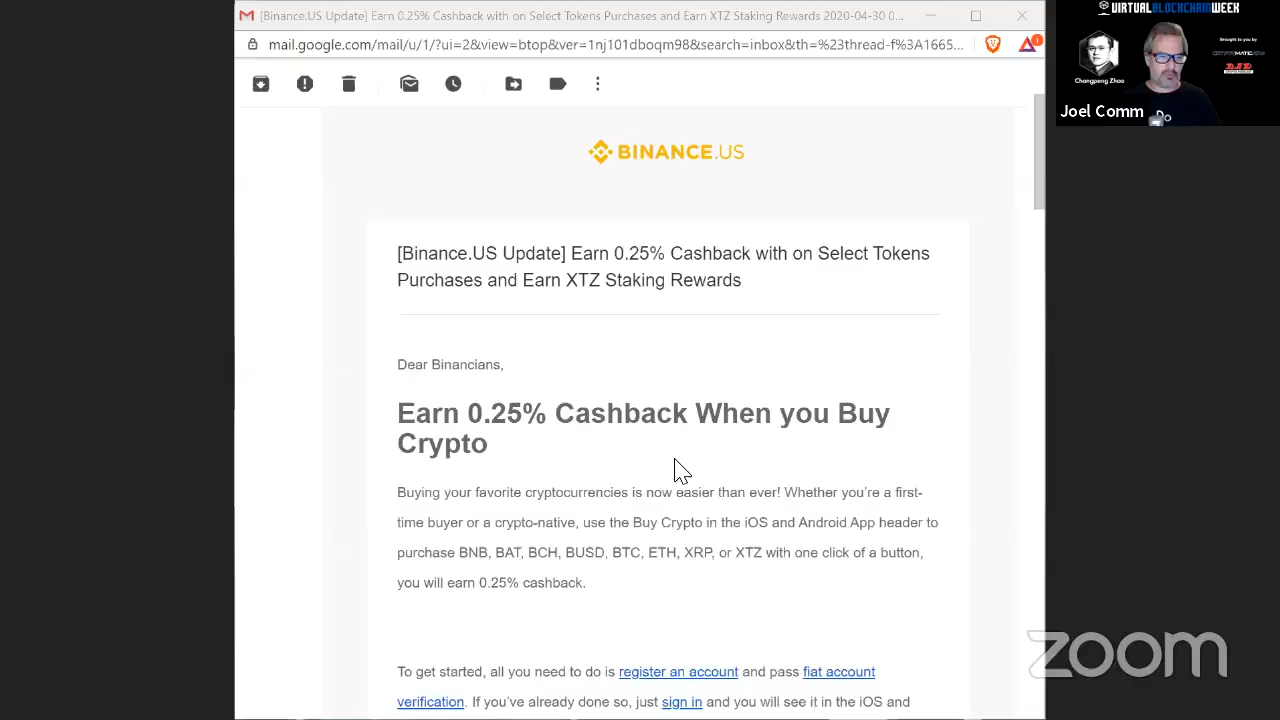 [Binance.US Update] Earn 0.25% Cashback with on Select Tokens Purchases and Earn XTZ Staking Rewards 2020-04-30 0...
mail.google.com/mail/u/1/?ui=2&view=btop&ver=1nj101dboqm98&search=inbox&th=%23thread-f%3A1665...
BINANCE.US
[Binance.US Update] Earn 0.25% Cashback with on Select Tokens
Purchases and Earn XTZ Staking Rewards
Dear Binancians,
Earn 0.25% Cashback When you Buy
Crypto
Buying your favorite cryptocurrencies is now easier than ever! Whether you're a first-
time buyer or a crypto-native, use the Buy Crypto in the iOS and Android App header to
purchase BNB, BAT, BCH, BUSD, BTC, ETH, XRP, or XTZ with one click of a button,
you will earn 0.25% cashback.
To get started, all you need to do is register an account and pass fiat account
verification. If you've already done so, just sign in and you will see it in the iOS and
VIRTUALBLOCKCHAINWEEK
Brought to you by
Changpeng Zhao
Joel Comm
zoom